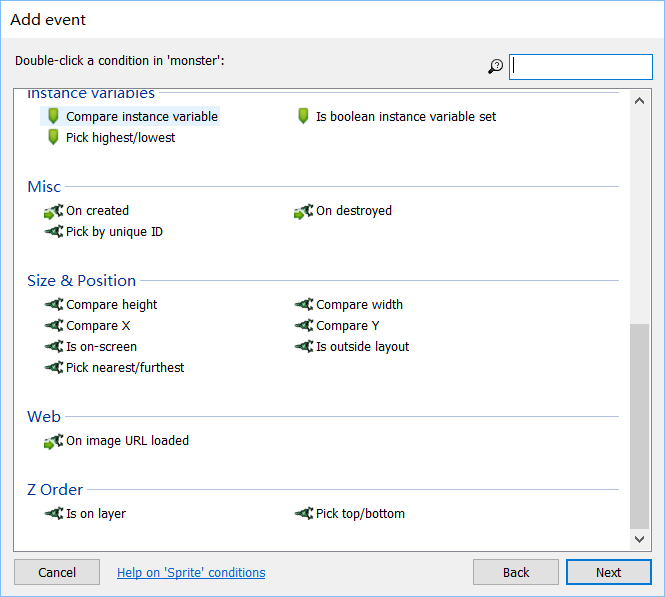 Add event
Double-click a condition in 'monster':
Instance variables
Compare instance variable Is boolean instance variable set
Pick highest/lowest
Misc
On created On destroyed
Pick by unique ID
Size & Position
Compare height Compare width
Compare X Compare Y
Is on-screen Is outside layout
Pick nearest/furthest
Web
On image URL loaded
Z Order
Is on layer Pick top/bottom
Cancel Help on 'Sprite' conditions Back Next